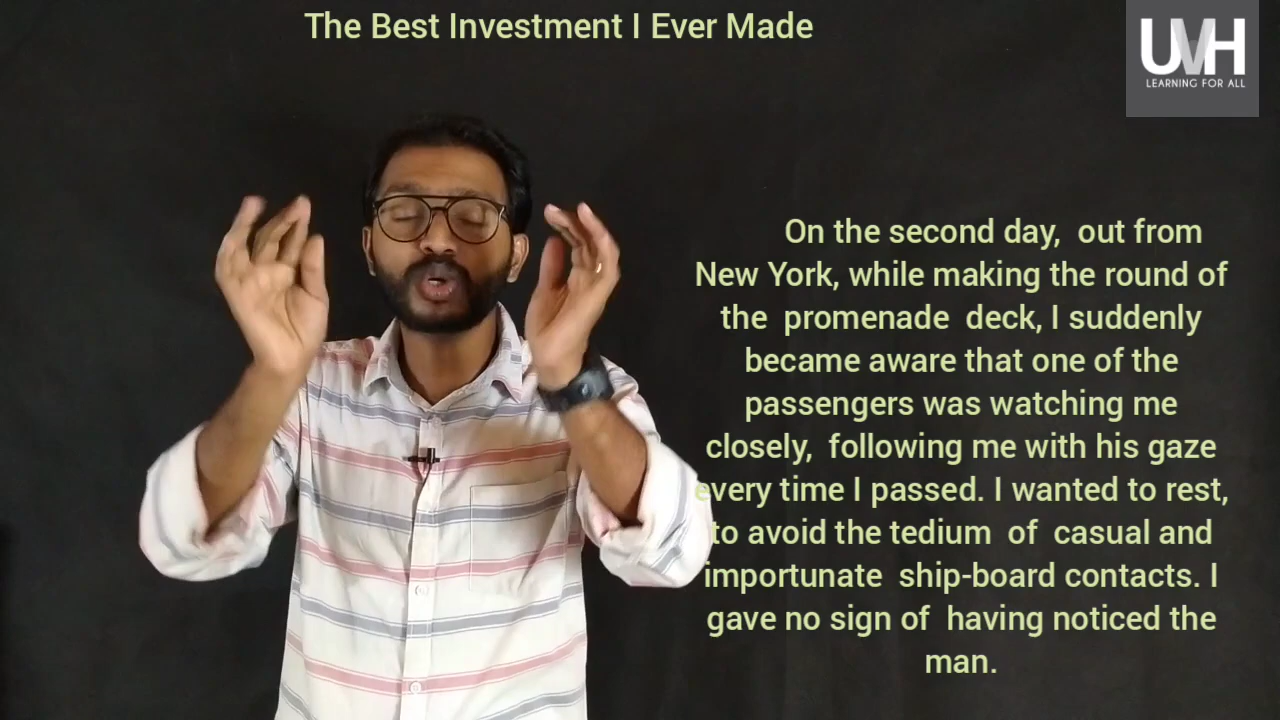 The Best Investment I Ever Made
UVH
LEARNING FOR ALL
On the second day, out from
New York, while making the round of
the promenade deck, I suddenly
became aware that one of the
passengers was watching me
closely, following me with his gaze
every time I passed. I wanted to rest,
to avoid the tedium of casual and
importunate ship-board contacts. I
gave no sign of having noticed the
man.